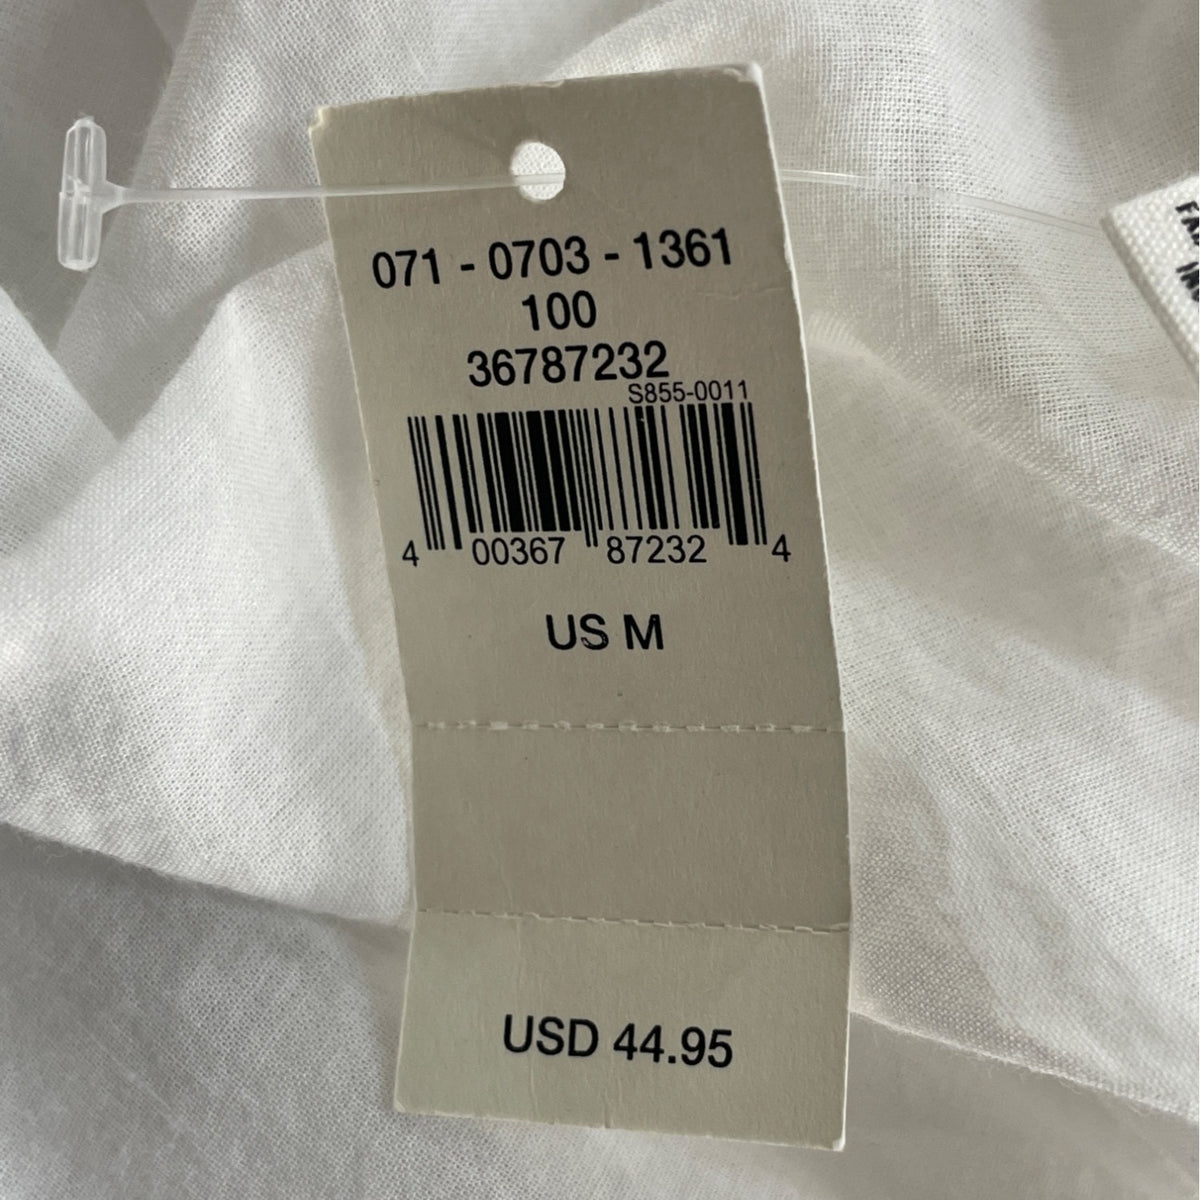 071 - 0703 - 1361
100
36787232
S855-0011
4 00367 87232 4
US M
USD 44.95